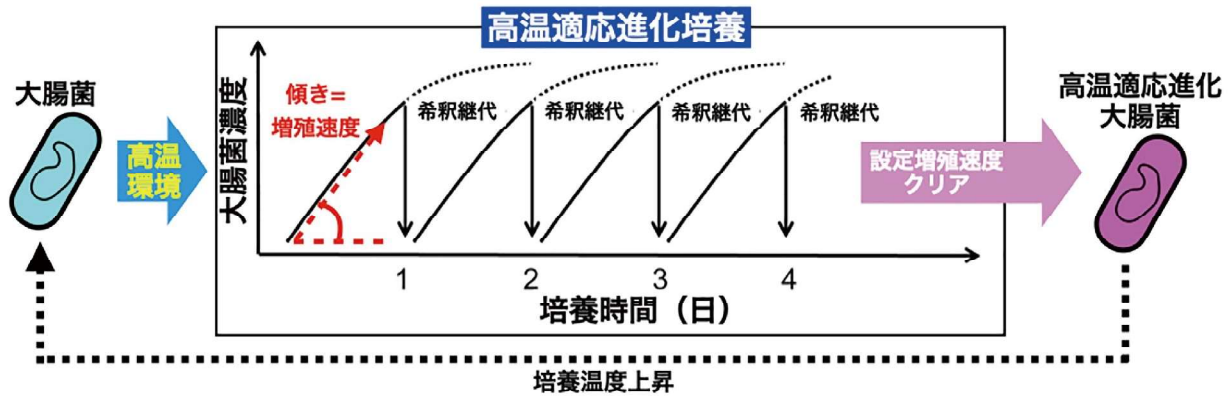 高温適応進化培養
大腸菌
高温
環境
大腸菌濃度
傾き=
増殖速度
希釈継代
希釈継代
希釈継代
希釈継代
1
2
3
4
培養時間（日）
設定増殖速度
クリア
高温適応進化
大腸菌
培養温度上昇